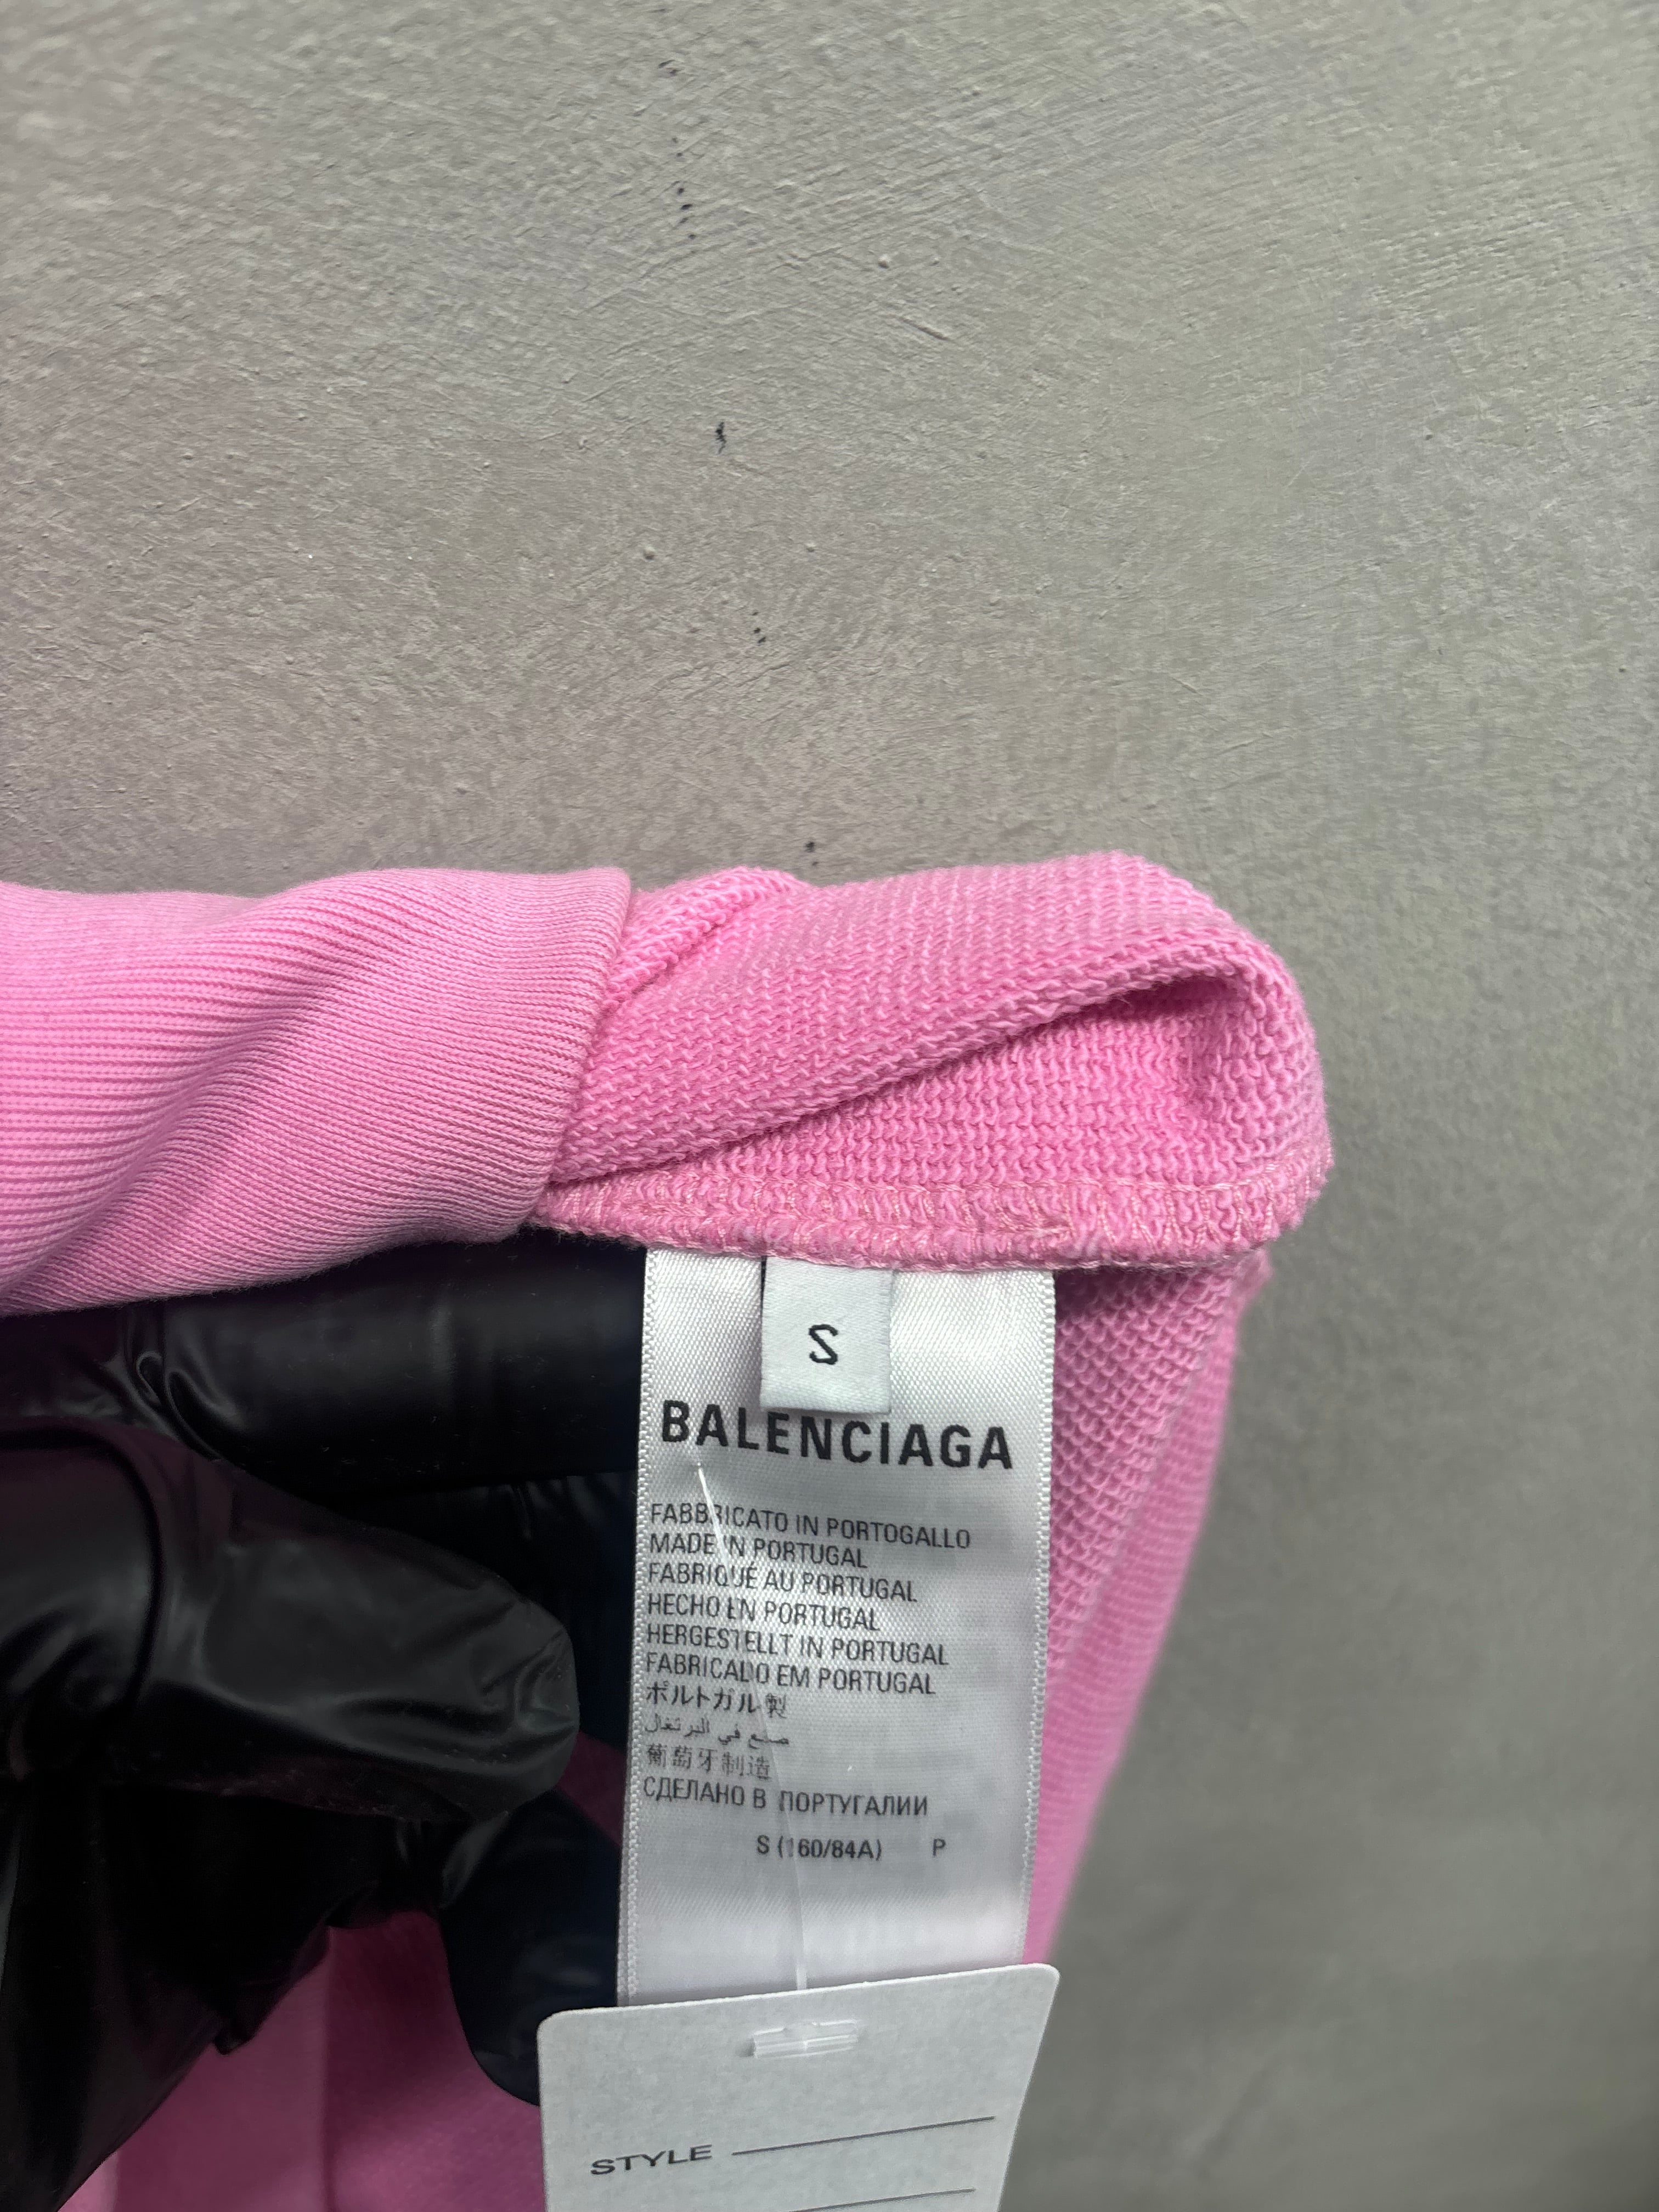 S
BALENCIAGA
FABBRICATO IN PORTOGALLO
MADE IN PORTUGAL
FABRIQUÉ AU PORTUGAL
HECHO EN PORTUGAL
HERGESTELLT IN PORTUGAL
FABRICADO EM PORTUGAL
ポルトガル製
صنع في البرتغال
葡萄牙制造
СДЕЛАНО В ПОРТУГАЛИИ
S (160/84A) P
STYLE